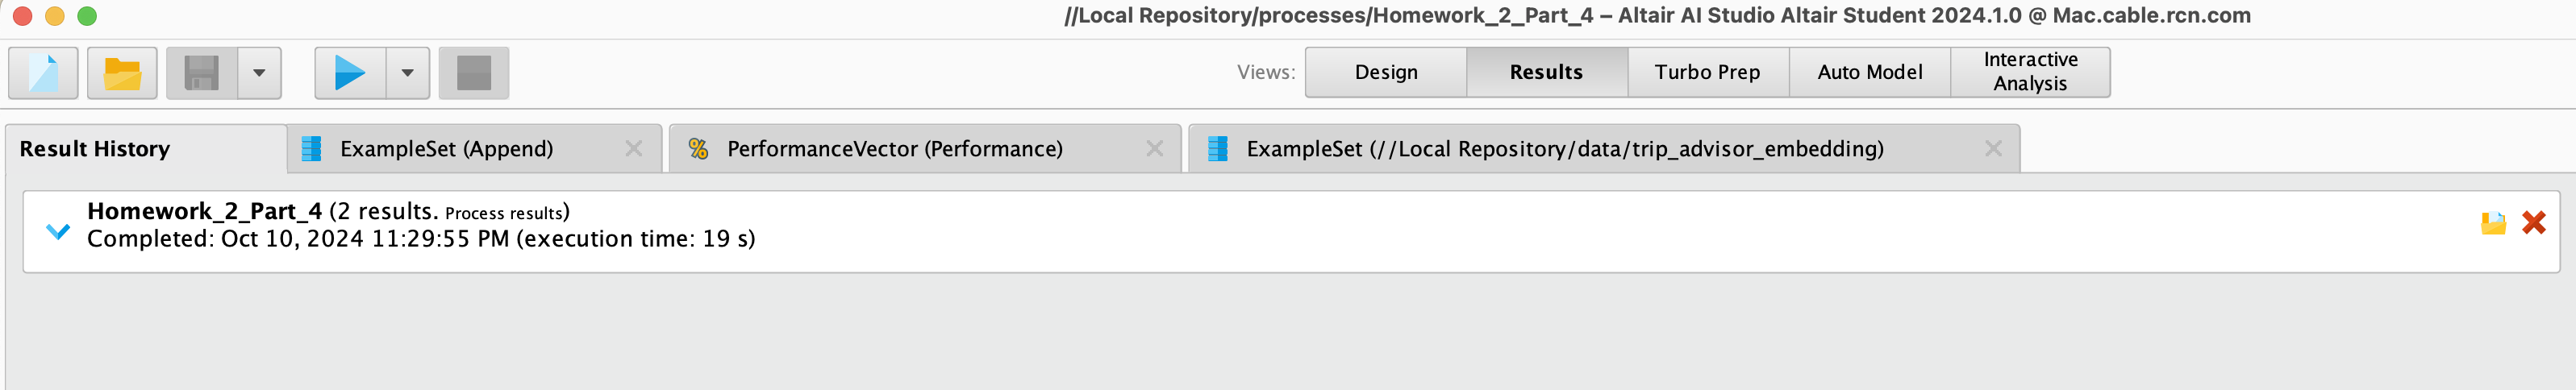 //Local Repository/processes/Homework_2_Part_4 – Altair AI Studio Altair Student 2024.1.0 @ Mac.cable.rcn.com
Views: Design Results Turbo Prep Auto Model Interactive Analysis
Result History ExampleSet (Append) % PerformanceVector (Performance) ExampleSet (//Local Repository/data/trip_advisor_embedding)
Homework_2_Part_4 (2 results. Process results)
Completed: Oct 10, 2024 11:29:55 PM (execution time: 19 s)